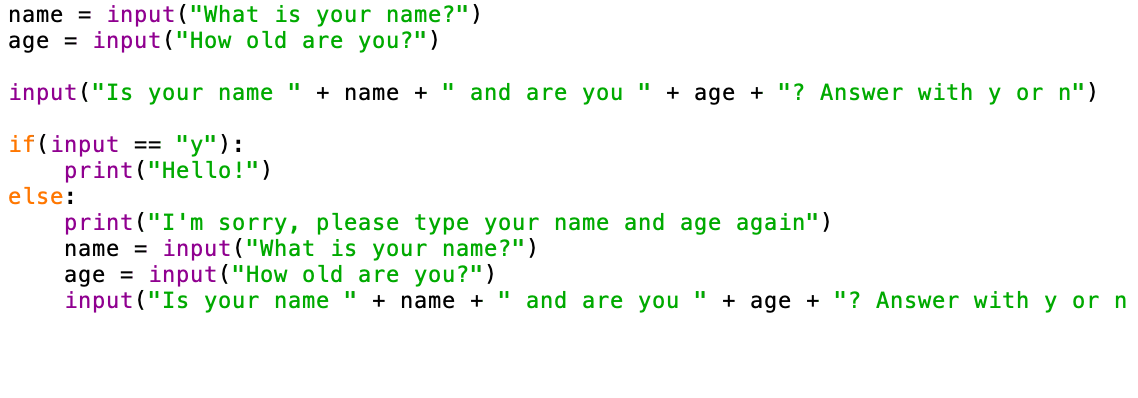 name = input("What is your name?")
age = input("How old are you?")
input("Is your name " + name + " and are you " + age + "? Answer with y or n")
if(input == "y"):
    print("Hello!")
else:
    print("I'm sorry, please type your name and age again")
    name = input("What is your name?")
    age = input("How old are you?")
    input("Is your name " + name + " and are you " + age + "? Answer with y or n